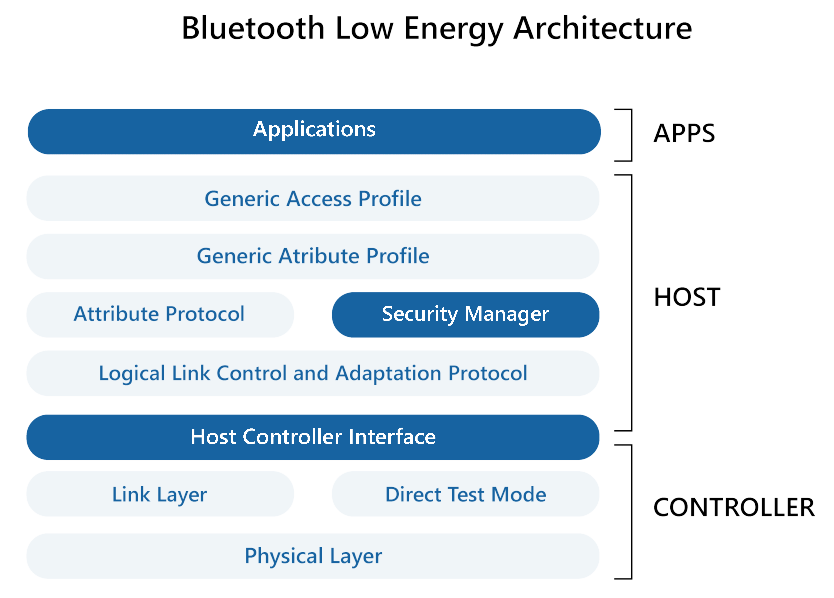 Bluetooth Low Energy Architecture
Applications
APPS
Generic Access Profile
Generic Atribute Profile
HOST
Attribute Protocol
Security Manager
Logical Link Control and Adaptation Protocol
Host Controller Interface
Link Layer
Direct Test Mode
CONTROLLER
Physical Layer